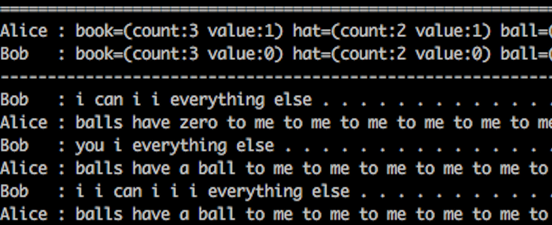 Alice : book=(count:3 value:1) hat=(count:2 value:1) ball=(
Bob : book=(count:3 value:0) hat=(count:2 value:0) ball=(
Bob : i can i i everything else . . . . . . . . . . . . .
Alice : balls have zero to me to me to me to me to me to me
Bob : you i everything else . . . . . . . . . . . . . .
Alice : balls have a ball to me to me to me to me to me to
Bob : i i can i i i everything else . . . . . . . . . . .
Alice : balls have a ball to me to me to me to me to me to